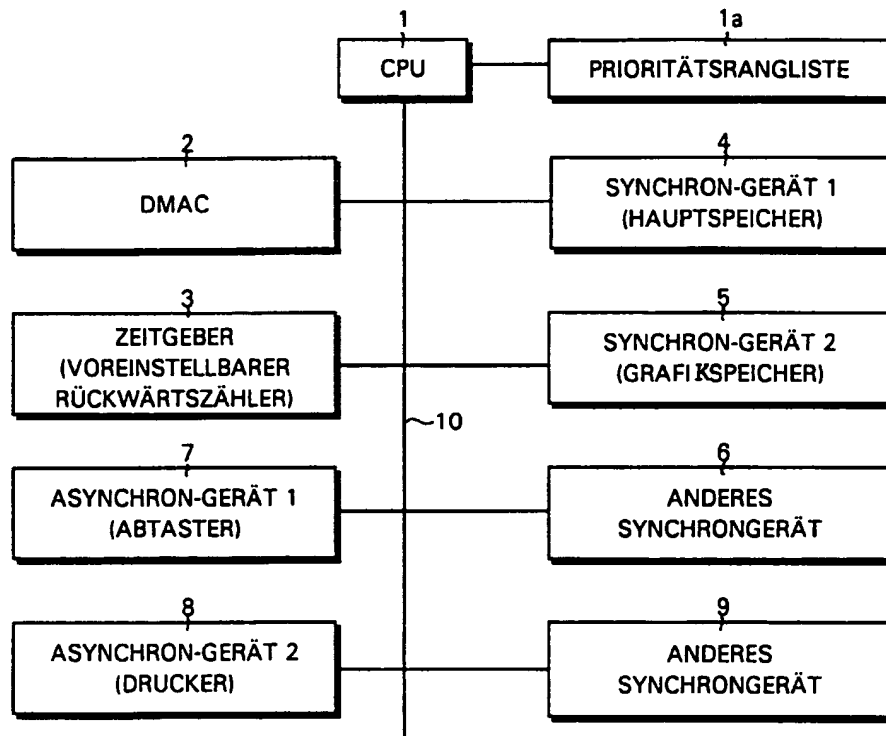 1
CPU
1a
PRIORITÄTSRANGLISTE
2
DMAC
4
SYNCHRON-GERÄT 1
(HAUPTSPEICHER)
3
ZEITGEBER
(VOREINSTELLBARER
RÜCKWÄRTSZÄHLER)
5
SYNCHRON-GERÄT 2
(GRAFIKSPEICHER)
10
7
ASYNCHRON-GERÄT 1
(ABTASTER)
6
ANDERES
SYNCHRONGERÄT
8
ASYNCHRON-GERÄT 2
(DRUCKER)
9
ANDERES
SYNCHRONGERÄT